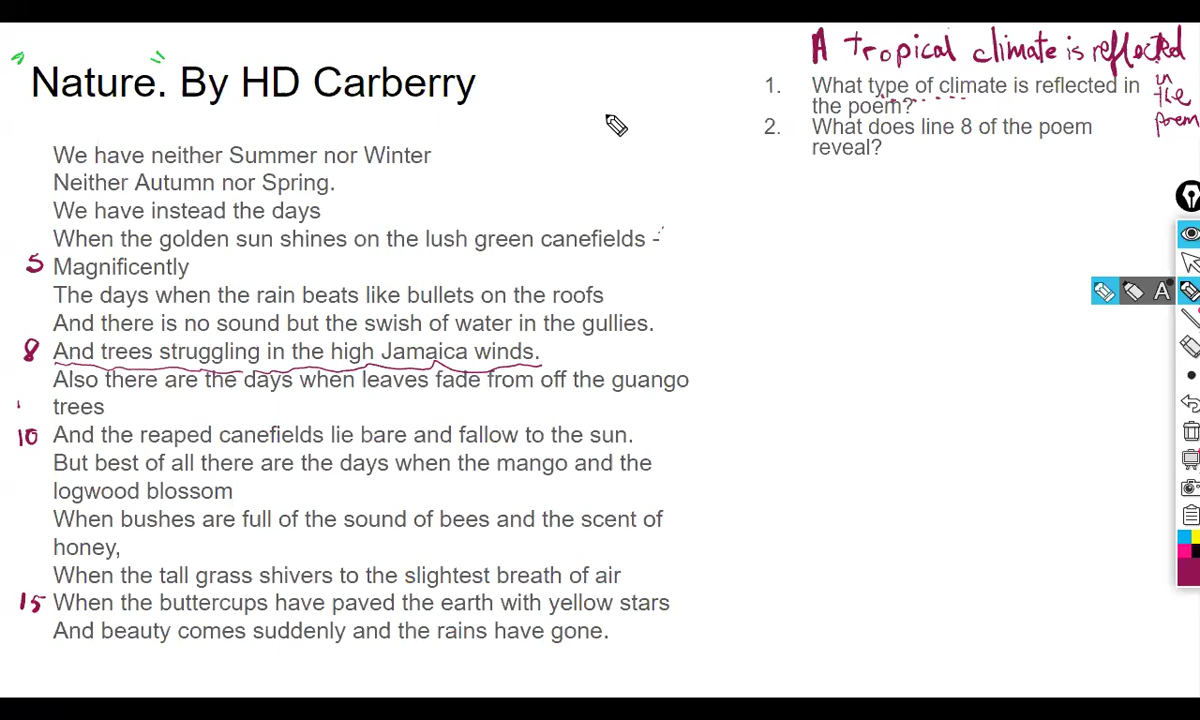 A tropical climate is reflected
in
the
poem
Nature. By HD Carberry
1. What type of climate is reflected in
the poem?
2. What does line 8 of the poem
reveal?
We have neither Summer nor Winter
Neither Autumn nor Spring.
We have instead the days
When the golden sun shines on the lush green canefields -
5 Magnificently
The days when the rain beats like bullets on the roofs
And there is no sound but the swish of water in the gullies.
8 And trees struggling in the high Jamaica winds.
Also there are the days when leaves fade from off the guango
trees
10 And the reaped canefields lie bare and fallow to the sun.
But best of all there are the days when the mango and the
logwood blossom
When bushes are full of the sound of bees and the scent of
honey,
When the tall grass shivers to the slightest breath of air
15 When the buttercups have paved the earth with yellow stars
And beauty comes suddenly and the rains have gone.
A